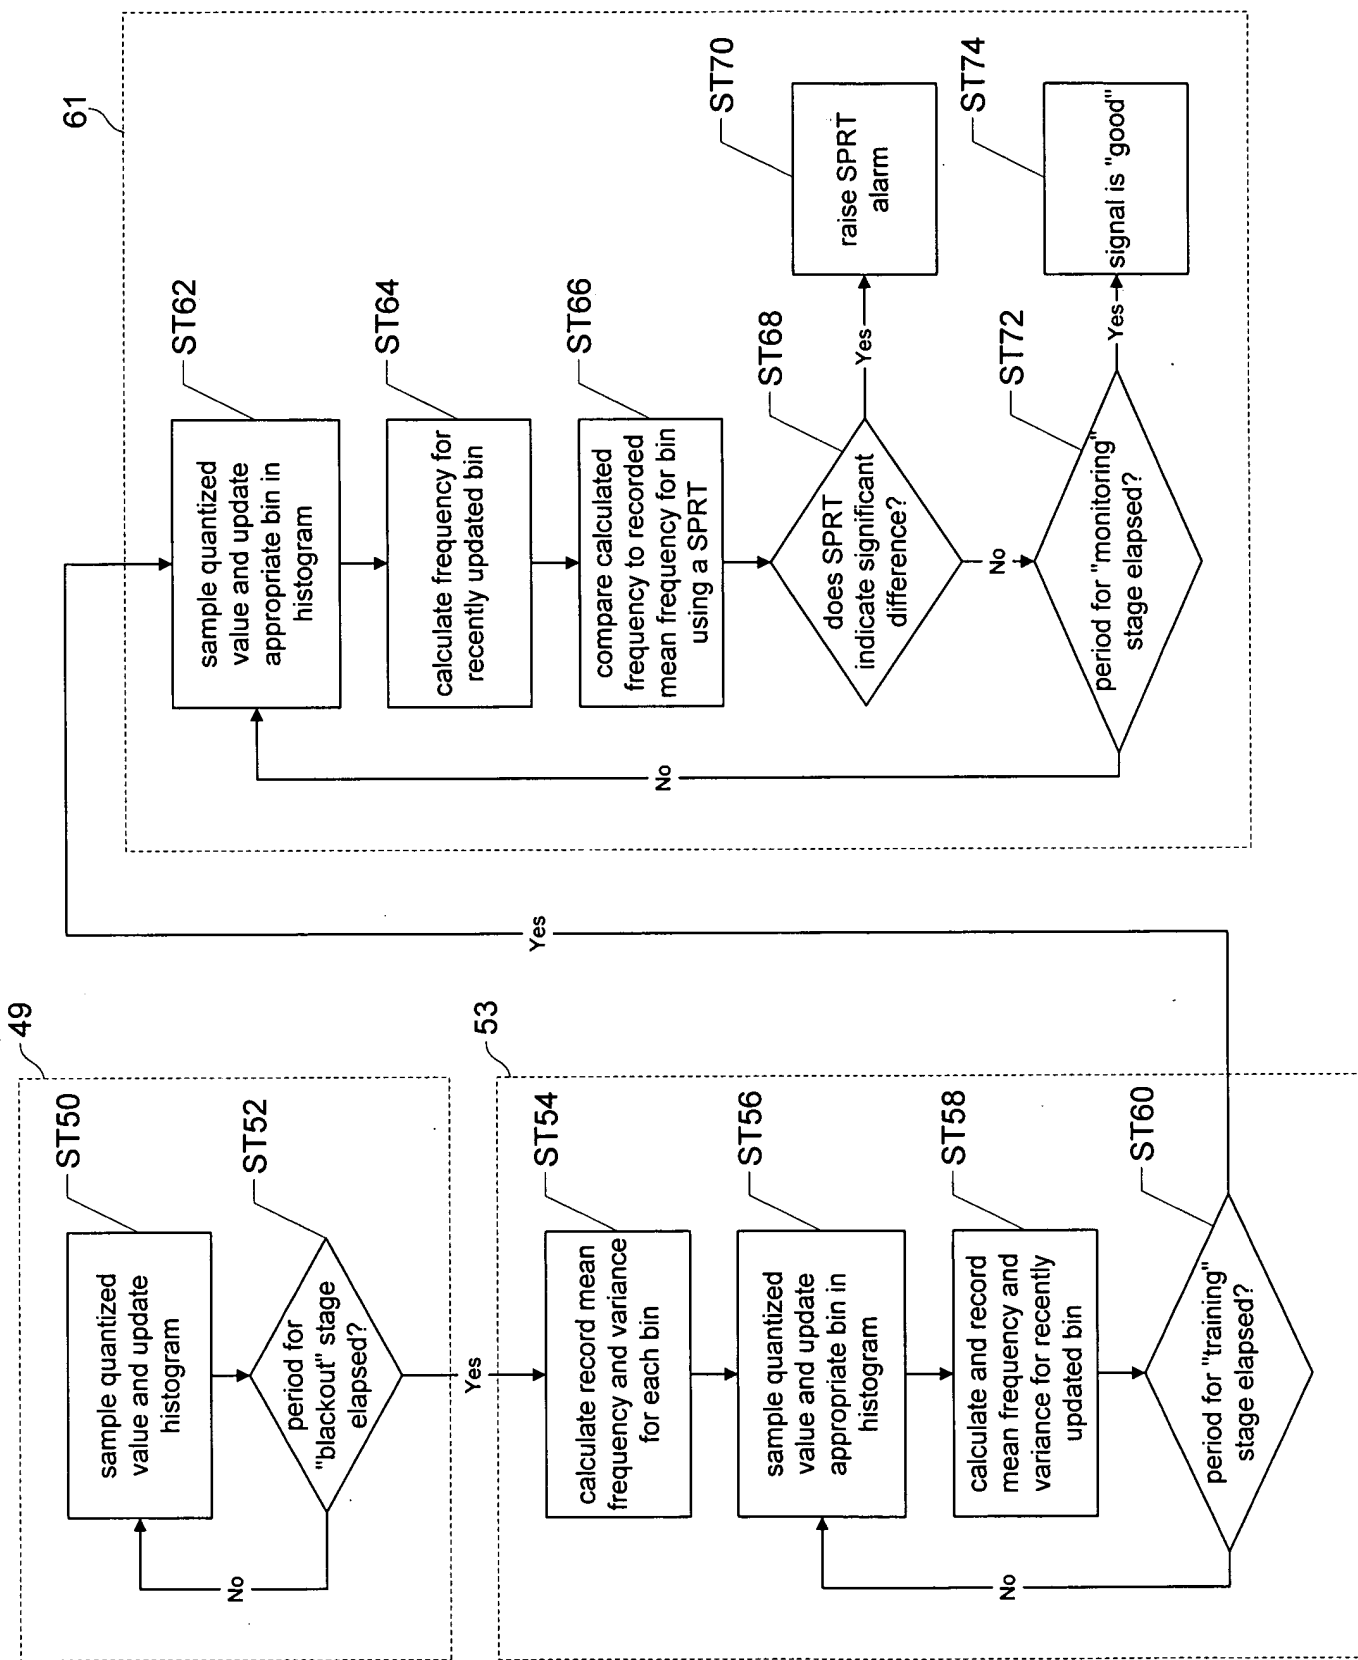 49
ST50
sample quantized
value and update
histogram
ST52
period for
"blackout" stage
elapsed?
No
Yes
53
ST54
calculate record mean
frequency and variance
for each bin
ST56
sample quantized
value and update
appropriate bin in
histogram
ST58
calculate and record
mean frequency and
variance for recently
updated bin
ST60
period for "training"
stage elapsed?
No
Yes
61
ST62
sample quantized
value and update
appropriate bin in
histogram
ST64
calculate frequency for
recently updated bin
ST66
compare calculated
frequency to recorded
mean frequency for bin
using a SPRT
ST68
does SPRT
indicate significant
difference?
Yes
ST70
raise SPRT
alarm
No
ST72
period for "monitoring"
stage elapsed?
No
Yes
ST74
signal is "good"